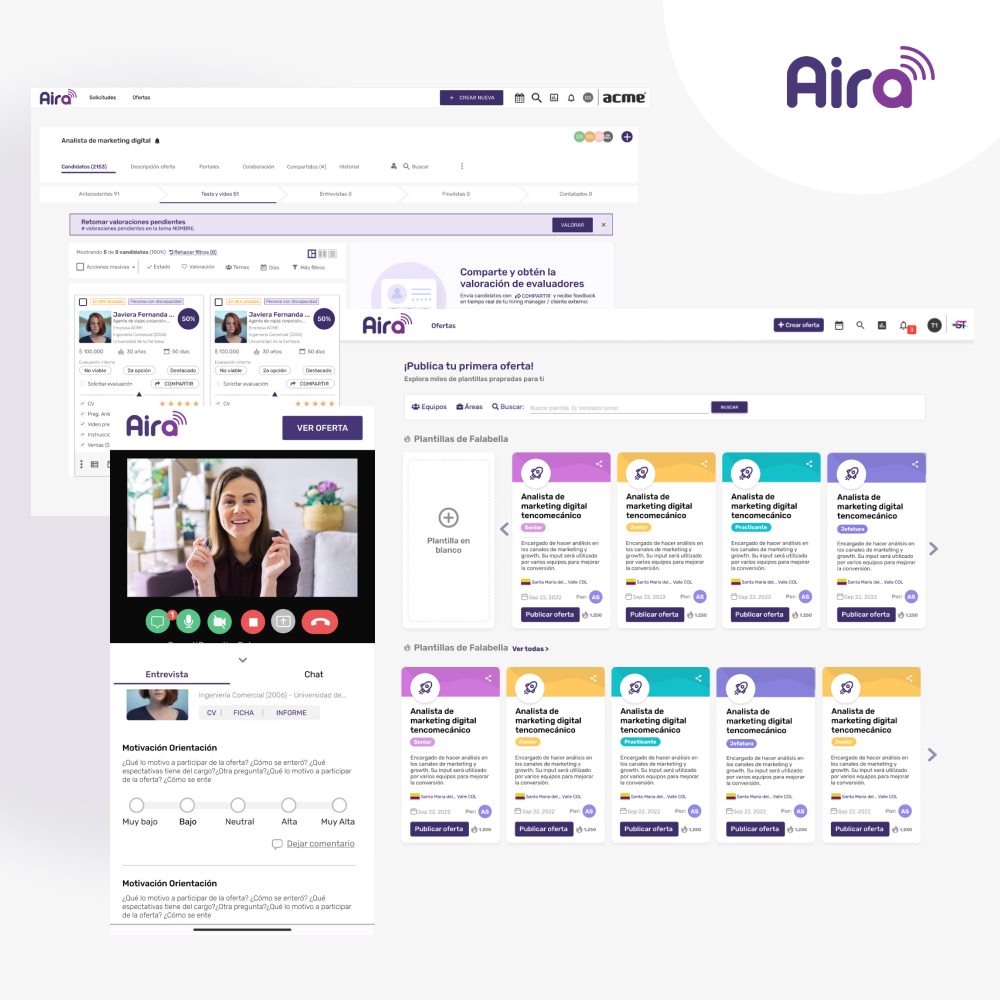 Aira
Aira
Solicitudes
Ofertas
+ CREAR NUEVA
acme
Analista de marketing digital
Candidatos (2153)
Descripción oferta
Portales
Colaboración
Compartidos (#)
Historial
Buscar
Antecedentes 91
Tests y video 51
Entrevistas 0
Finalistas 0
Contatados 0
Retomar valoraciones pendientes
# valoraciones pendientes en la terna NOMBRE.
VALORAR
Mostrando 5 de 5 candidatos (100%) Rehacer filtros (8)
Acciones masivas
Estado
Valoración
Ternas
Días
Más filtros
Comparte y obtén la
valoración de evaluadores
Envía candidatos con COMPARTIR y recibe feedback
en tiempo real de tu hiring manager / cliente externo:
En otro proceso
Persona con discapacidad
Javiera Fernanda ...
Agente de viajes corporativ...
Empresa ACME
Ingeniería Comercial (2006)
Universidad de la Fantasía
50%
$ 100.000
30 años
50 días
Evaluación interna
No viable
2a opción
Destacado
Solicitar evaluación
COMPARTIR
CV
Preg. Ant
Video pre
Instrucció
Ventas (5
En otro proceso
Persona con discapacidad
Javiera Fernanda ...
Agente de viajes corporativ...
Empresa ACME
Ingeniería Comercial (2006)
Universidad de la Fantasía
50%
$ 100.000
30 años
50 días
Evaluación interna
No viable
2a opción
Destacado
Solicitar evaluación
COMPARTIR
CV
Aira
Ofertas
+ Crear oferta
3
T1
ST
¡Publica tu primera oferta!
Explora miles de plantillas prepradas para ti
Equipos
Áreas
Buscar:
Buscar plantilla. Ej: Vendedor junior
BUSCAR
Plantillas de Falabella
Plantilla en
blanco
Analista de
marketing digital
tencomecánico
Senior
Encargado de hacer análisis en
los canales de marketing y
growth. Su input será utilizado
por varios equipos para mejorar
la conversión.
Santa María del... Valle COL
Sep 22, 2022
Por: AS
Publicar oferta
1.250
Analista de
marketing digital
tencomecánico
Junior
Encargado de hacer análisis en
los canales de marketing y
growth. Su input será utilizado
por varios equipos para mejorar
la conversión.
Santa María del... Valle COL
Sep 22, 2022
Por: AS
Publicar oferta
1.250
Analista de
marketing digital
tencomecánico
Practicante
Encargado de hacer análisis en
los canales de marketing y
growth. Su input será utilizado
por varios equipos para mejorar
la conversión.
Santa María del... Valle COL
Sep 22, 2022
Por: AS
Publicar oferta
1.250
Analista de
marketing digital
tencomecánico
Jefatura
Encargado de hacer análisis en
los canales de marketing y
growth. Su input será utilizado
por varios equipos para mejorar
la conversión.
Santa María del... Valle COL
Sep 22, 2022
Por: AS
Publicar oferta
1.250
Plantillas de Falabella Ver todas >
Analista de
marketing digital
tencomecánico
Senior
Encargado de hacer análisis en
los canales de marketing y
growth. Su input será utilizado
por varios equipos para mejorar
la conversión.
Santa María del... Valle COL
Sep 22, 2022
Por: AS
Publicar oferta
1.250
Analista de
marketing digital
tencomecánico
Junior
Encargado de hacer análisis en
los canales de marketing y
growth. Su input será utilizado
por varios equipos para mejorar
la conversión.
Santa María del... Valle COL
Sep 22, 2022
Por: AS
Publicar oferta
1.250
Analista de
marketing digital
tencomecánico
Practicante
Encargado de hacer análisis en
los canales de marketing y
growth. Su input será utilizado
por varios equipos para mejorar
la conversión.
Santa María del... Valle COL
Sep 22, 2022
Por: AS
Publicar oferta
1.250
Analista de
marketing digital
tencomecánico
Jefatura
Encargado de hacer análisis en
los canales de marketing y
growth. Su input será utilizado
por varios equipos para mejorar
la conversión.
Santa María del... Valle COL
Sep 22, 2022
Por: AS
Publicar oferta
1.250
Analista de
marketing digital
tencomecánico
Junior
Encargado de hacer análisis en
los canales de marketing y
growth. Su input será utilizado
por varios equipos para mejorar
la conversión.
Santa María del... Valle COL
Sep 22, 2022
Por: AS
Publicar oferta
1.250
Aira
VER OFERTA
1
Entrevista
Chat
Ingeniería Comercial (2006) - Universidad de...
CV | FICHA | INFORME
Motivación Orientación
¿Qué lo motivo a participar de la oferta? ¿Cómo se enteró? ¿Qué
espectativas tiene del cargo?¿Otra pregunta?¿Qué lo motivo a participar
de la oferta? ¿Cómo se ente
Muy bajo
Bajo
Neutral
Alta
Muy Alta
Dejar comentario
Motivación Orientación
¿Qué lo motivo a participar de la oferta? ¿Cómo se enteró? ¿Qué
espectativas tiene del cargo?¿Otra pregunta?¿Qué lo motivo a participar
de la oferta? ¿Cómo se ente